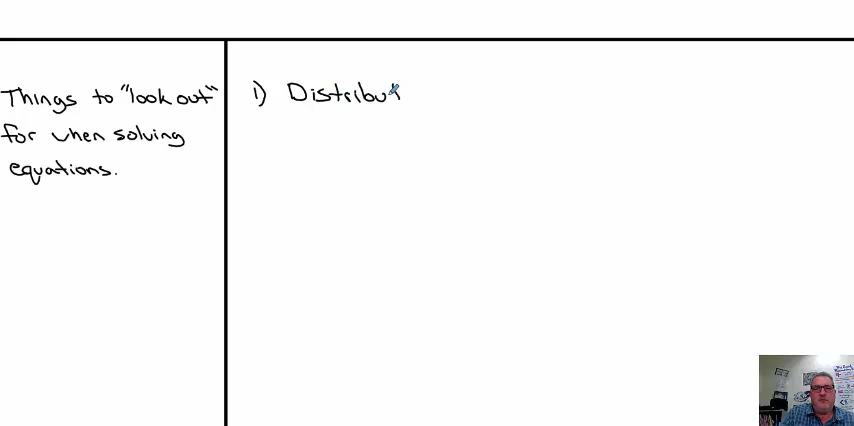 Things to "look out"
for when solving
equations.
1) Distribut